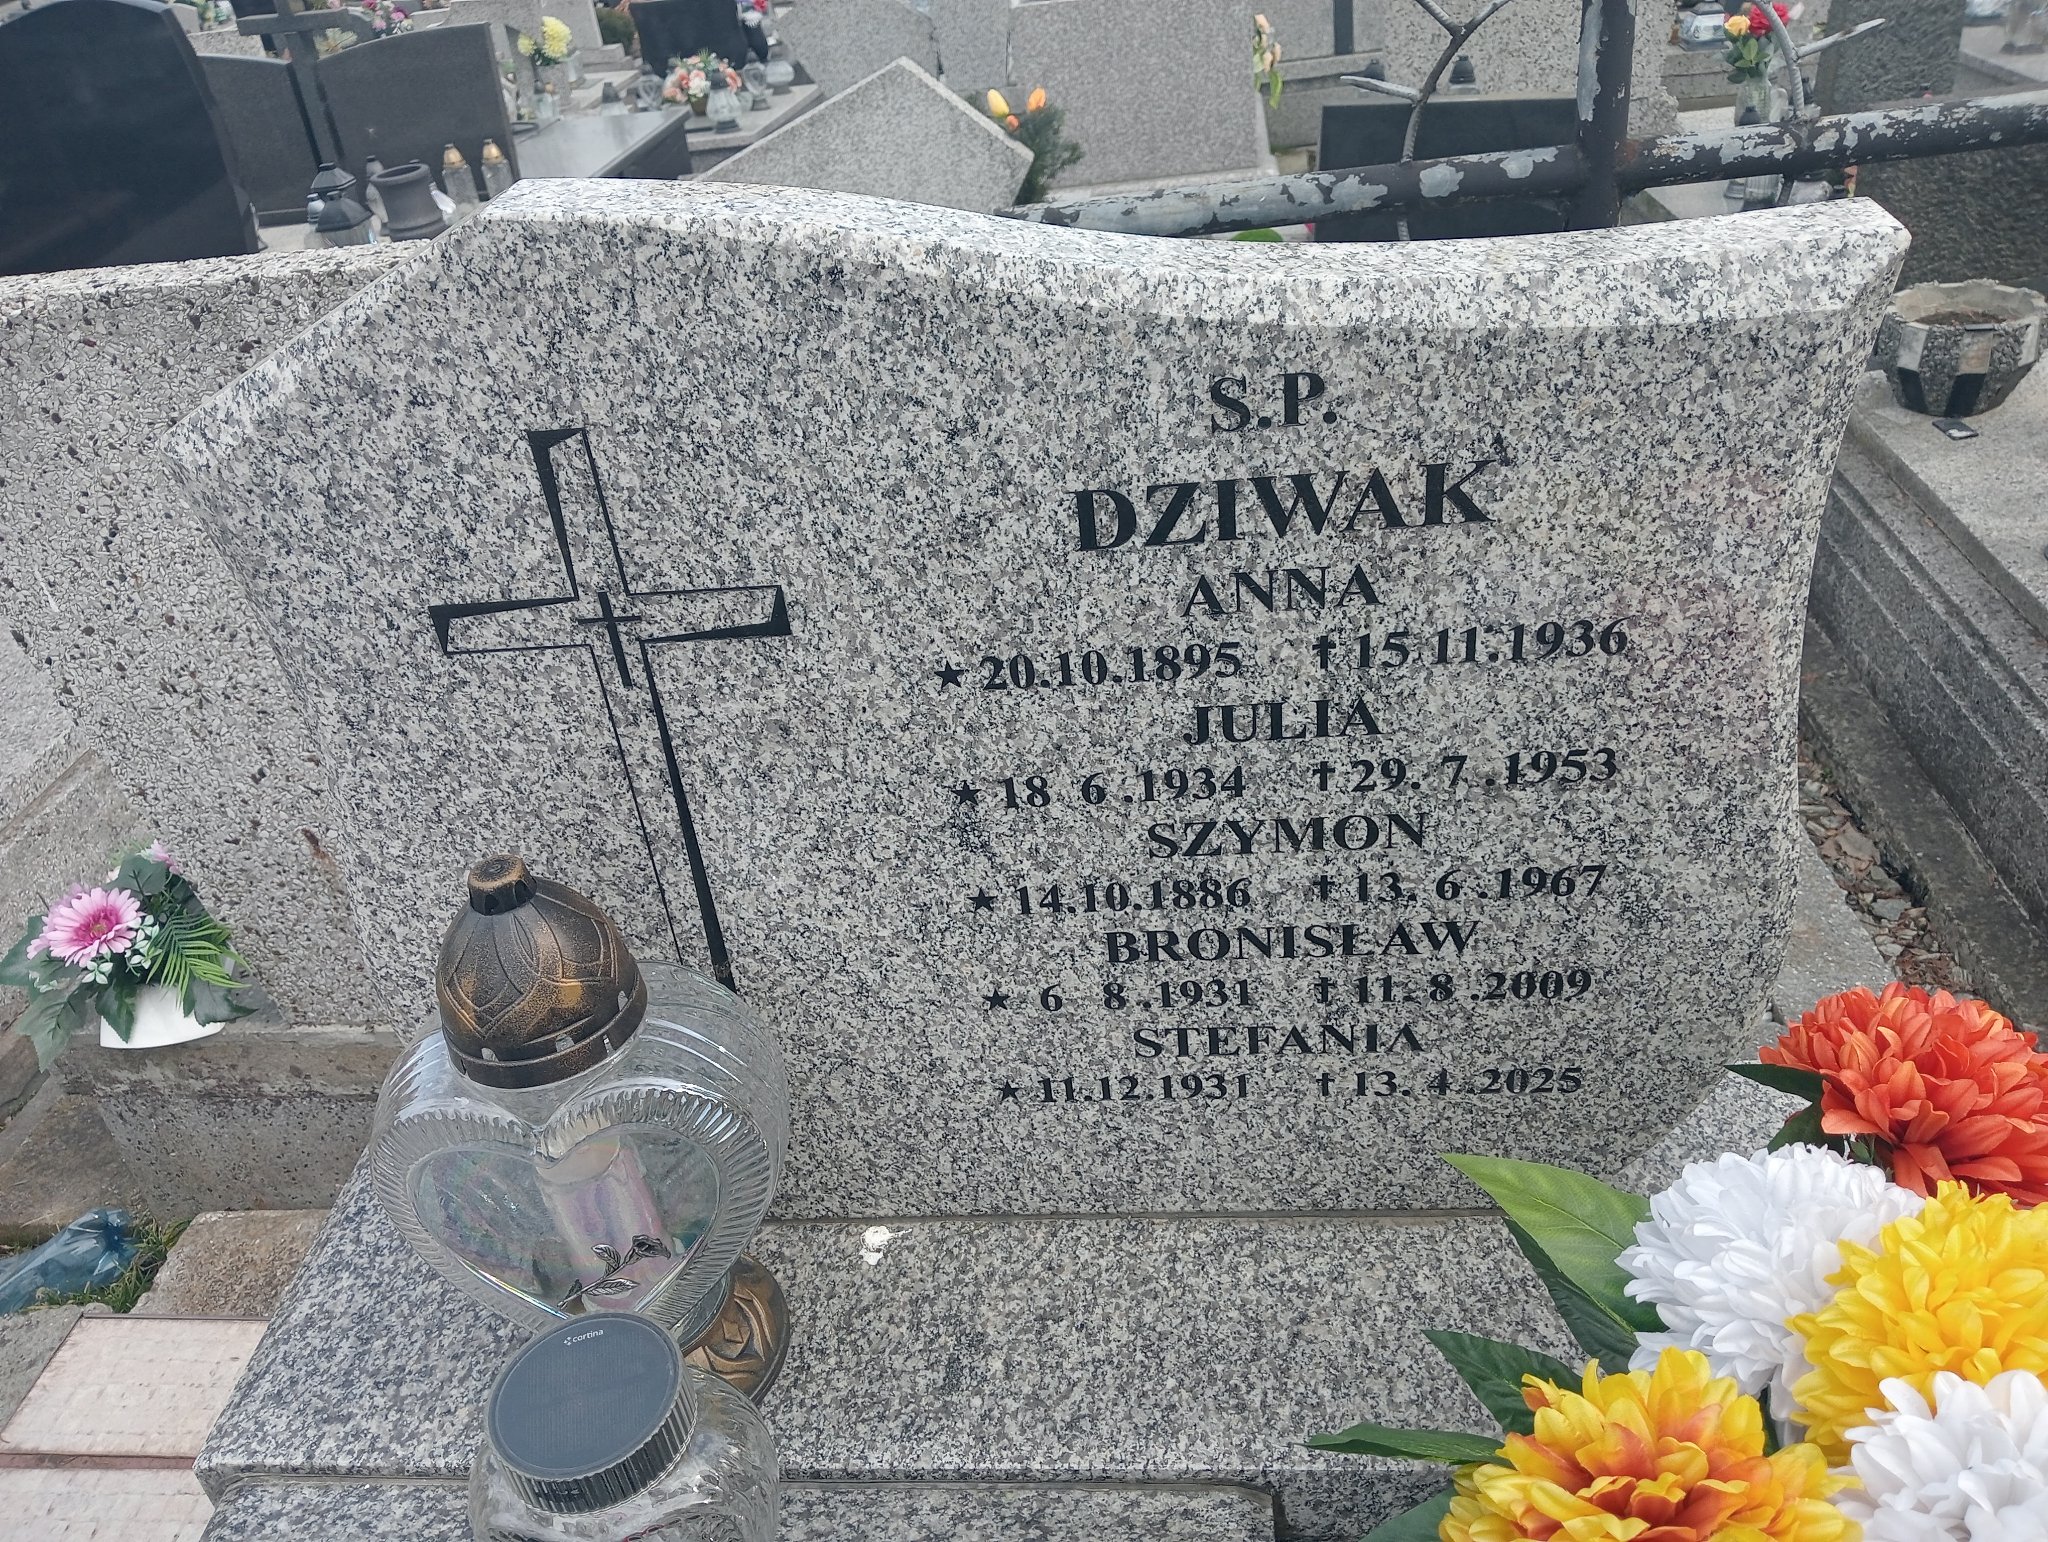 S.P.
DZIWAK
ANNA
★ 20.10.1895 † 15.11.1936
JULIA
★ 18 6 .1934 † 29. 7 .1953
SZYMON
★ 14.10.1886 † 13. 6 .1967
BRONISŁAW
★ 6 8 .1931 † 11. 8 .2009
STEFANIA
★ 11.12.1931 † 13. 4 .2025
cortina